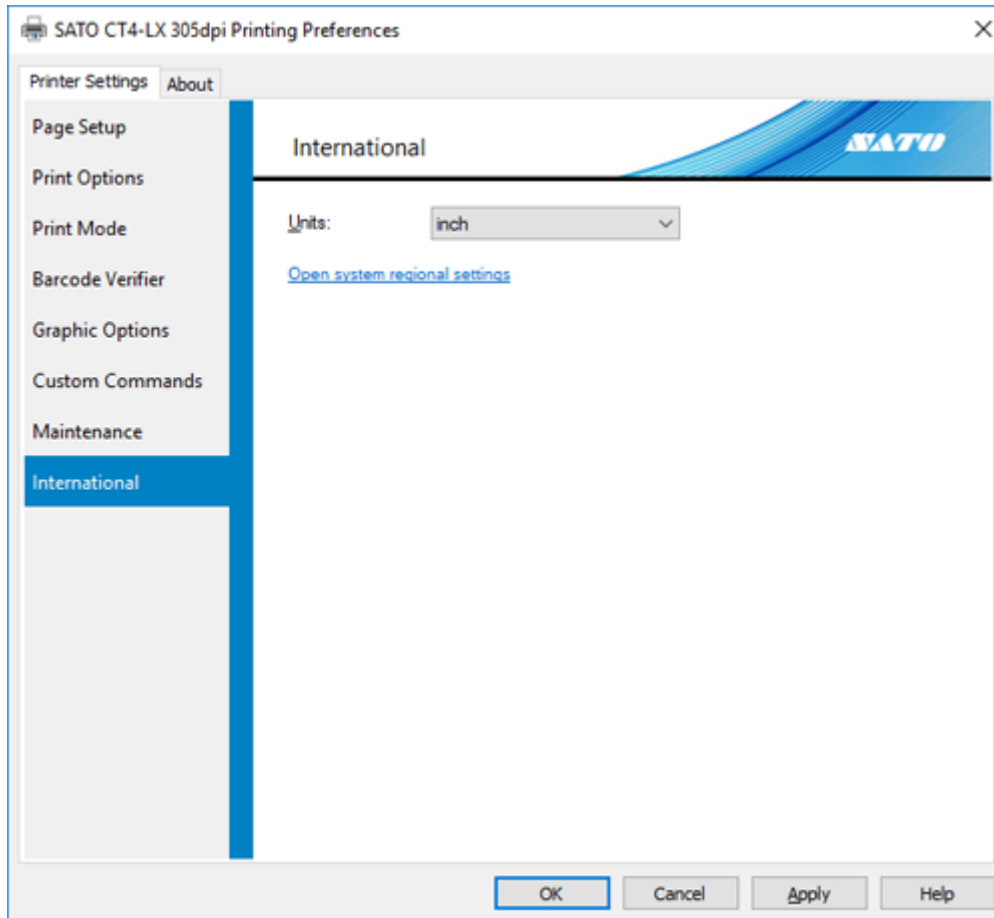 SATO CT4-LX 305dpi Printing Preferences
Printer Settings About
Page Setup
Print Options
Print Mode
Barcode Verifier
Graphic Options
Custom Commands
Maintenance
International
International
SATO
Units: inch
Open system regional settings
OK Cancel Apply Help